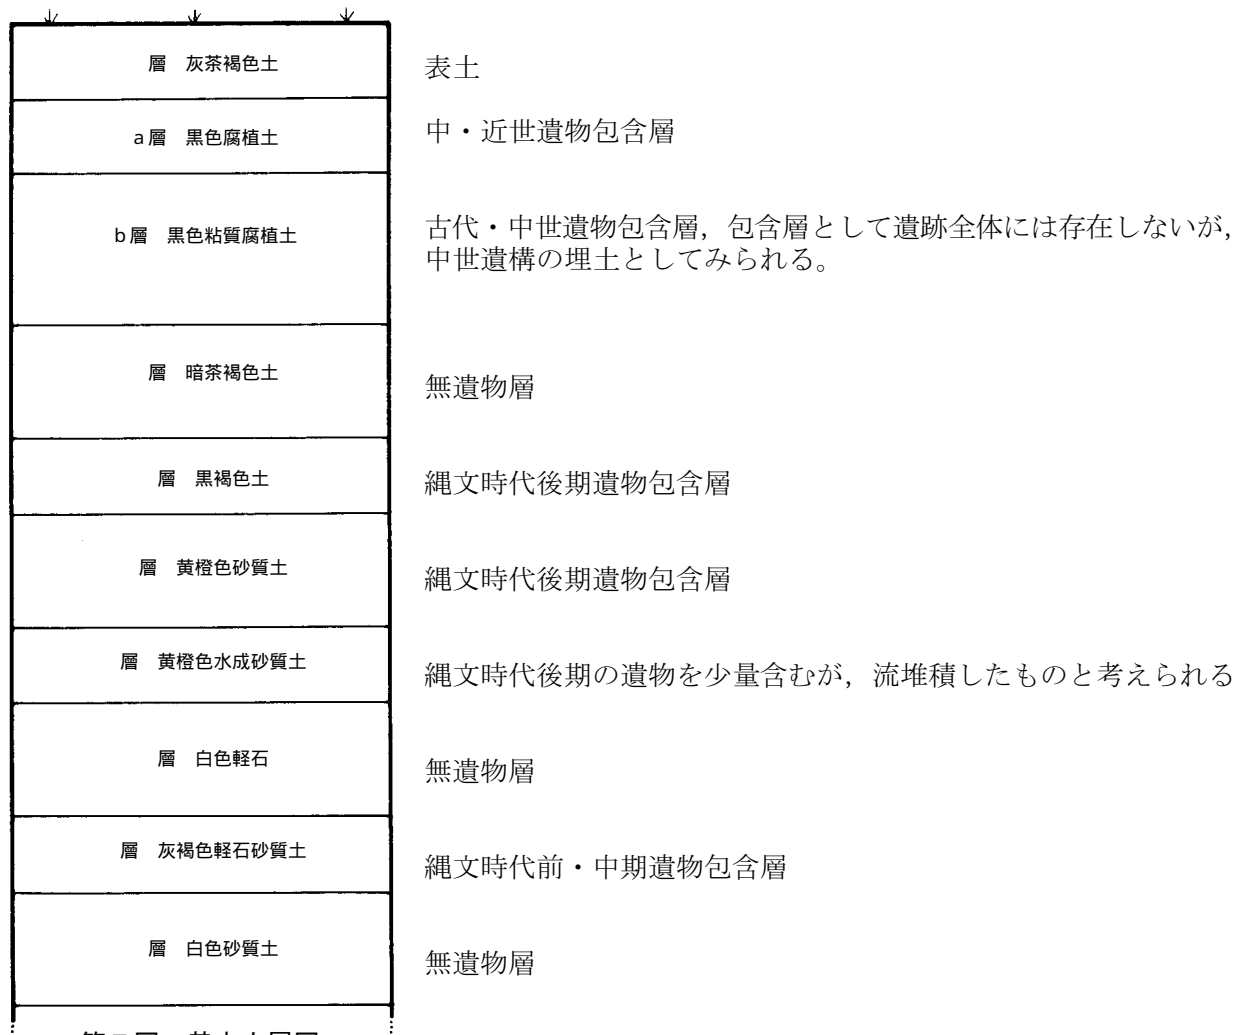 層 灰茶褐色土
表土
a層 黒色腐植土
中・近世遺物包含層
b層 黒色粘質腐植土
古代・中世遺物包含層，包含層として遺跡全体には存在しないが，
中世遺構の埋土としてみられる。
層 暗茶褐色土
無遺物層
層 黒褐色土
縄文時代後期遺物包含層
層 黄橙色砂質土
縄文時代後期遺物包含層
層 黄橙色水成砂質土
縄文時代後期の遺物を少量含むが，流堆積したものと考えられる
層 白色軽石
無遺物層
層 灰褐色軽石砂質土
縄文時代前・中期遺物包含層
層 白色砂質土
無遺物層